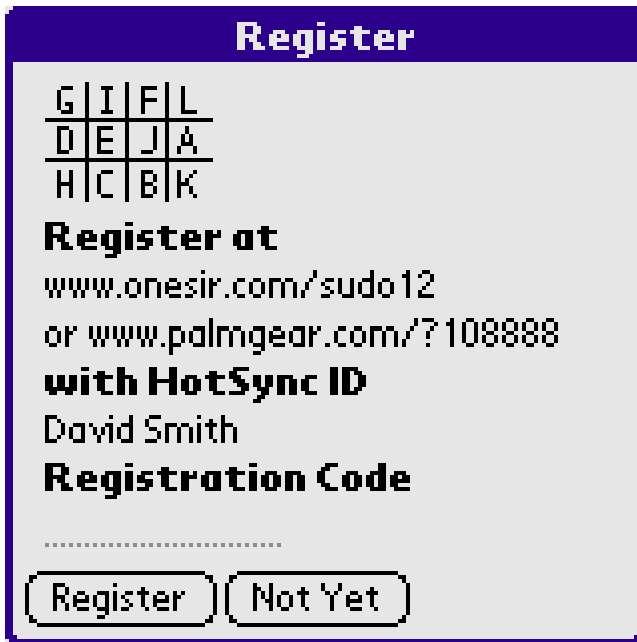 Register
G I F L
D E J A
H C B K
Register at
www.onesir.com/sudo12
or www.palmgear.com/?108888
with HotSync ID
David Smith
Registration Code
Register Not Yet